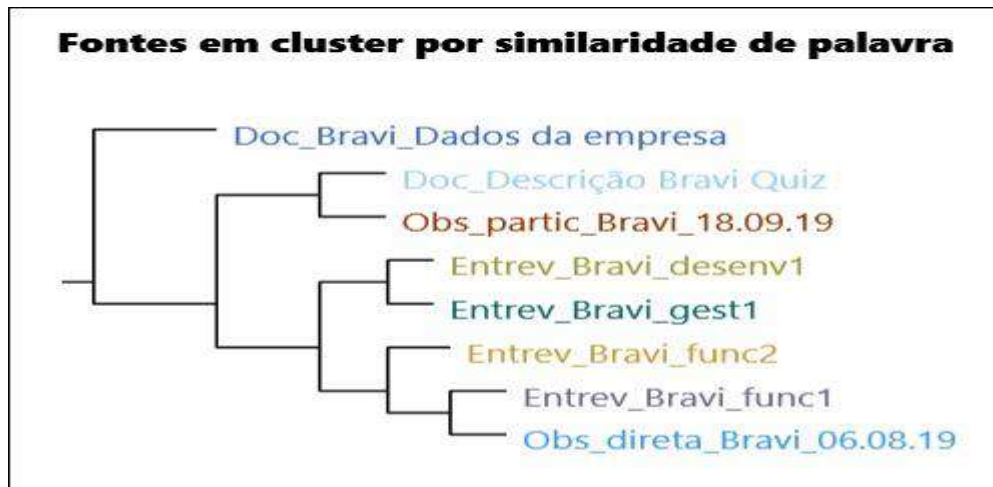 Fontes em cluster por similaridade de palavra
Doc_Bravi_Dados da empresa
Doc_Descrição Bravi Quiz
Obs_partic_Bravi_18.09.19
Entrev_Bravi_desenv1
Entrev_Bravi_gest1
Entrev_Bravi_func2
Entrev_Bravi_func1
Obs_direta_Bravi_06.08.19